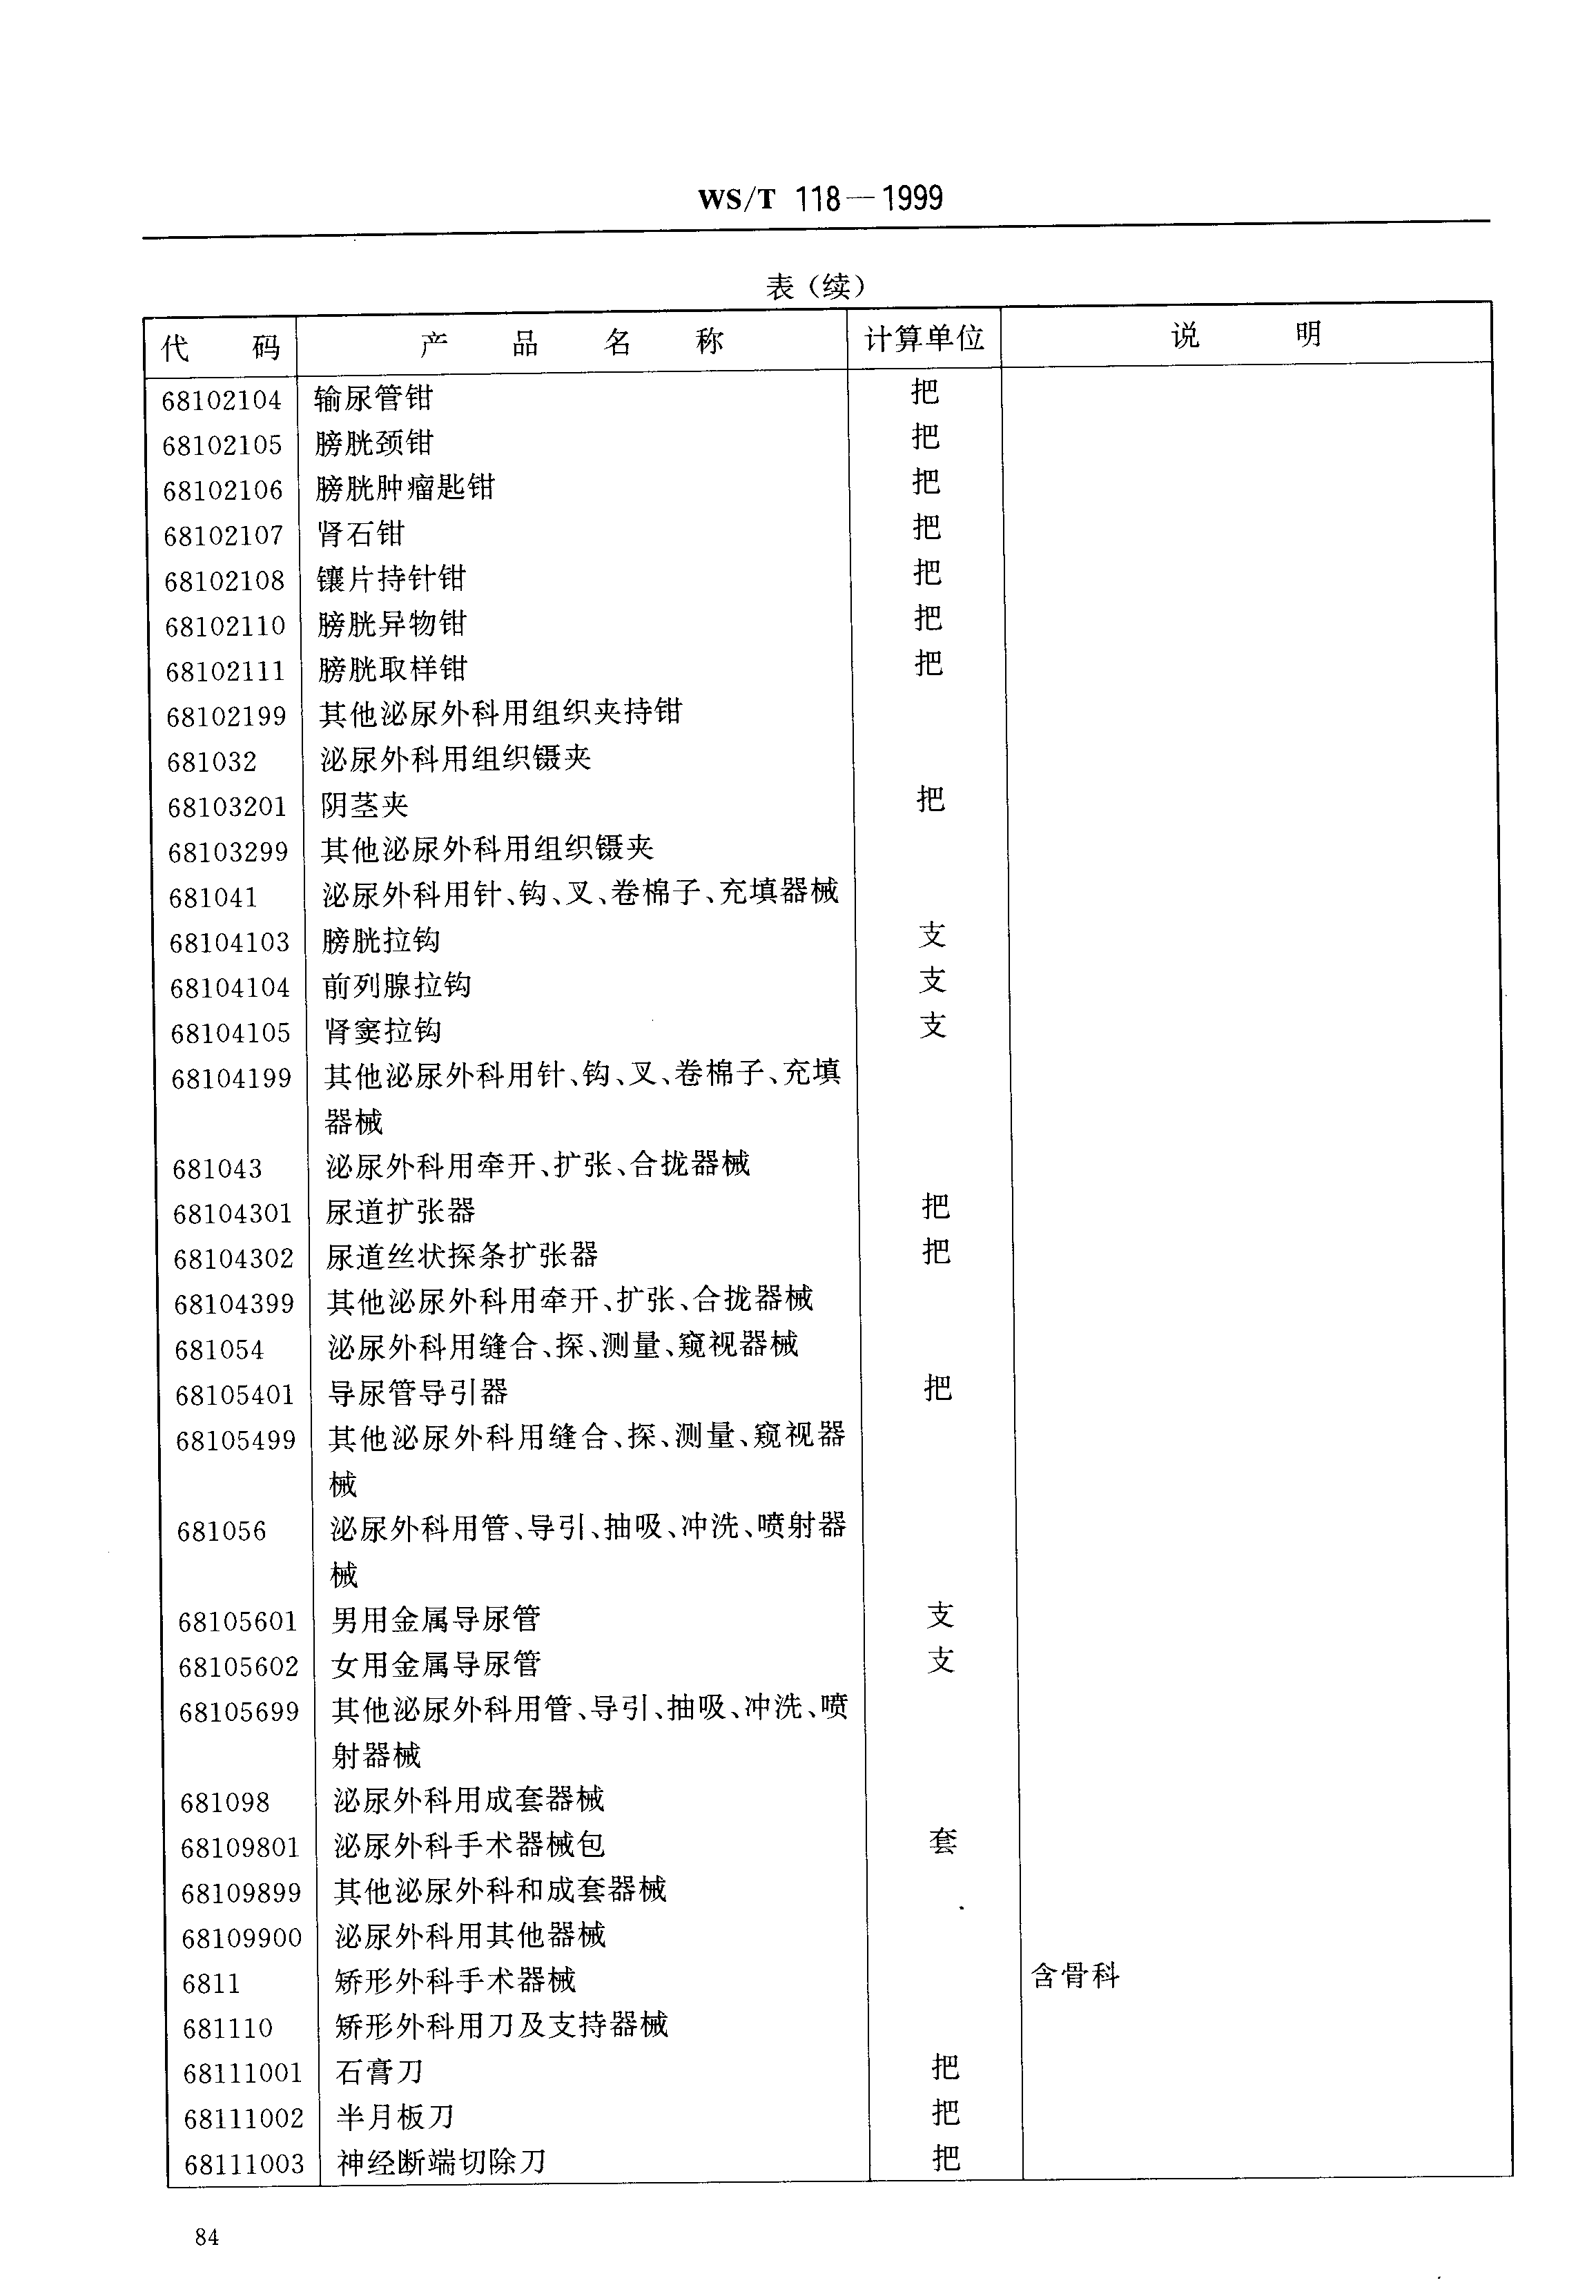 WS/T 118—1999
表（续）
代 码 产 品 名 称 计算单位 说 明
68102104 输尿管钳 把
68102105 膀胱颈钳 把
68102106 膀胱肿瘤匙钳 把
68102107 肾石钳 把
68102108 镶片持针钳 把
68102110 膀胱异物钳 把
68102111 膀胱取样钳 把
68102199 其他泌尿外科用组织夹持钳
681032 泌尿外科用组织镊夹
68103201 阴茎夹 把
68103299 其他泌尿外科用组织镊夹
681041 泌尿外科用针、钩、叉、卷棉子、充填器械
68104103 膀胱拉钩 支
68104104 前列腺拉钩 支
68104105 肾窦拉钩 支
68104199 其他泌尿外科用针、钩、叉、卷棉子、充填
器械
681043 泌尿外科用牵开、扩张、合拢器械
68104301 尿道扩张器 把
68104302 尿道丝状探条扩张器 把
68104399 其他泌尿外科用牵开、扩张、合拢器械
681054 泌尿外科用缝合、探、测量、窥视器械
68105401 导尿管导引器 把
68105499 其他泌尿外科用缝合、探、测量、窥视器
械
681056 泌尿外科用管、导引、抽吸、冲洗、喷射器
械
68105601 男用金属导尿管 支
68105602 女用金属导尿管 支
68105699 其他泌尿外科用管、导引、抽吸、冲洗、喷
射器械
681098 泌尿外科用成套器械
68109801 泌尿外科手术器械包 套
68109899 其他泌尿外科和成套器械
68109900 泌尿外科用其他器械
6811 矫形外科手术器械 含骨科
681110 矫形外科用刀及支持器械
68111001 石膏刀 把
68111002 半月板刀 把
68111003 神经断端切除刀 把
84